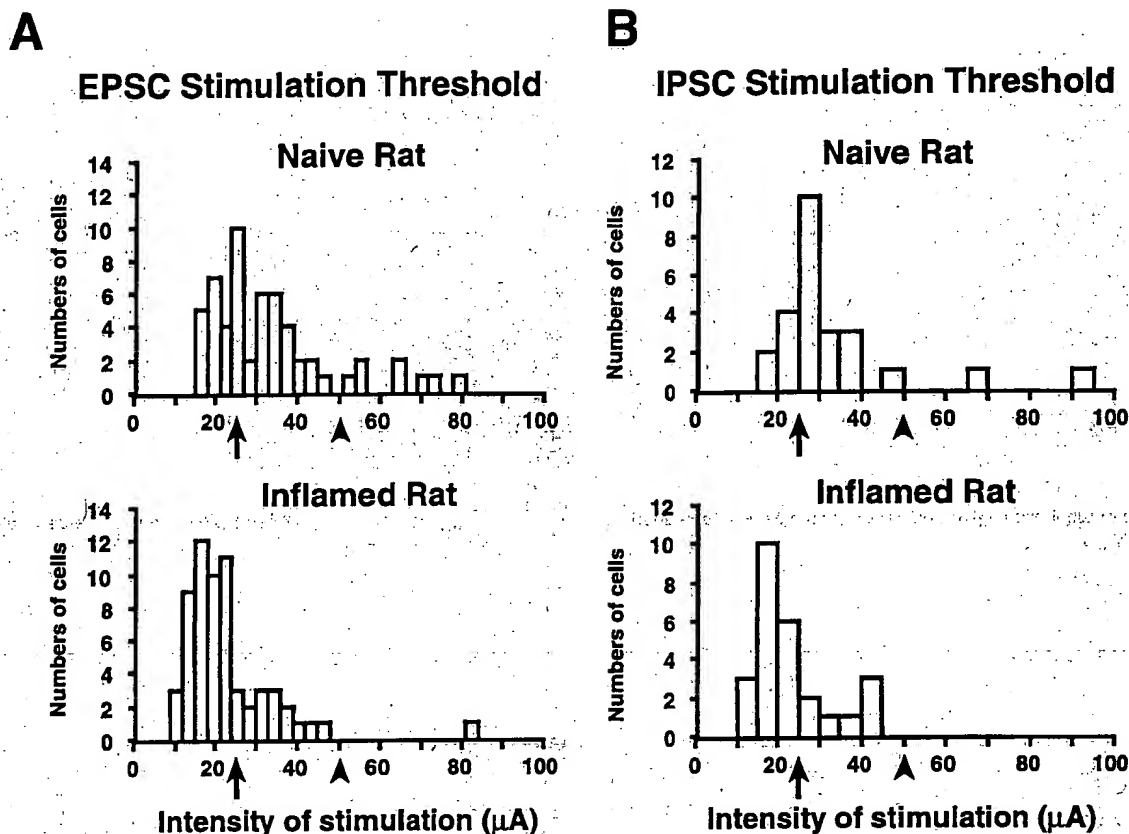 A
EPSC Stimulation Threshold
Naive Rat
Numbers of cells
14
12
10
8
6
4
2
0
0 20 40 60 80 100
Inflamed Rat
Numbers of cells
14
12
10
8
6
4
2
0
0 20 40 60 80 100
Intensity of stimulation (μA)
B
IPSC Stimulation Threshold
Naive Rat
Numbers of cells
12
10
8
6
4
2
0
0 20 40 60 80 100
Inflamed Rat
Numbers of cells
12
10
8
6
4
2
0
0 20 40 60 80 100
Intensity of stimulation (μA)